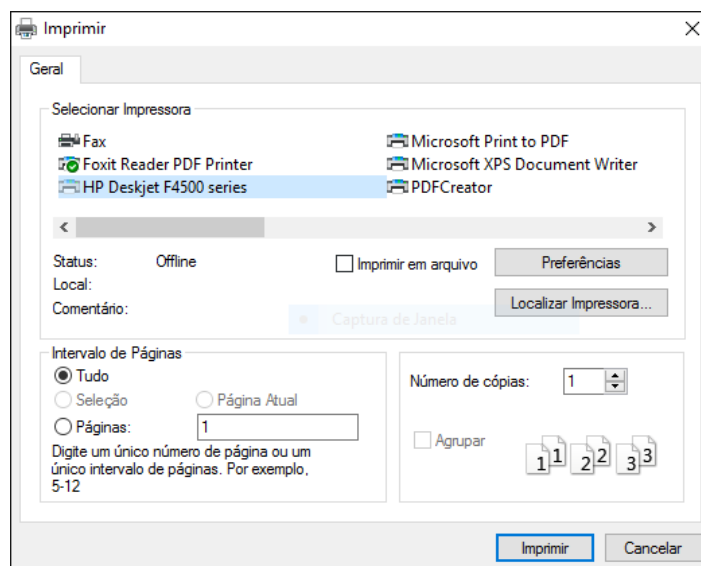 Imprimir
Geral
Selecionar Impressora
Fax
Microsoft Print to PDF
Foxit Reader PDF Printer
Microsoft XPS Document Writer
HP Deskjet F4500 series
PDFCreator
Status: Offline
Imprimir em arquivo
Preferências
Local:
Comentário:
Localizar Impressora...
Captura de Janela
Intervalo de Páginas
Tudo
Seleção
Página Atual
Páginas: 1
Digite um único número de página ou um
único intervalo de páginas. Por exemplo,
5-12
Número de cópias: 1
Agrupar
1 1 2 2 3 3
Imprimir
Cancelar